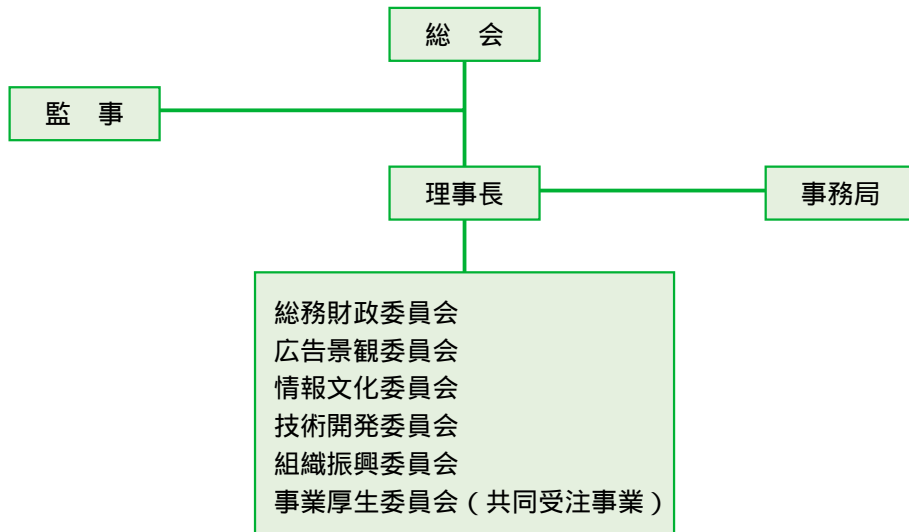 総　会
監　事
理事長
事務局
総務財政委員会
広告景観委員会
情報文化委員会
技術開発委員会
組織振興委員会
事業厚生委員会（共同受注事業）